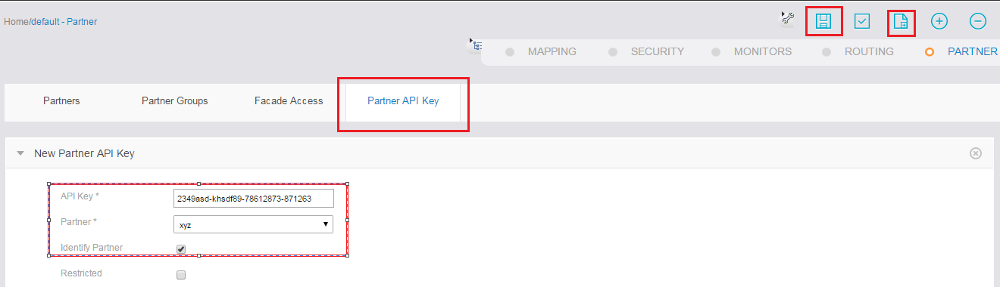 Home/default - Partner
MAPPING SECURITY MONITORS ROUTING PARTNER
Partners Partner Groups Facade Access Partner API Key
New Partner API Key
API Key * 2349asd-khsdf89-78612873-871263
Partner * xyz
Identify Partner
Restricted